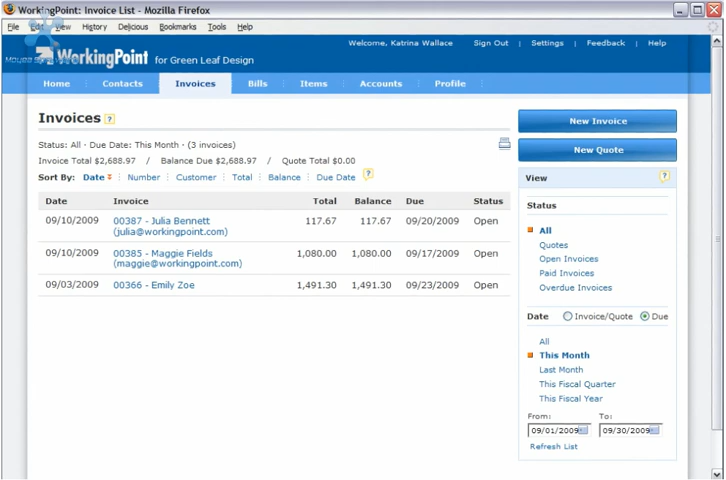 WorkingPoint: Invoice List - Mozilla Firefox
File Edit View History Delicious Bookmarks Tools Help
Welcome, Katrina Wallace Sign Out Settings Feedback Help
WorkingPoint for Green Leaf Design
Home Contacts Invoices Bills Items Accounts Profile
Invoices ?
Status: All · Due Date: This Month · (3 invoices)
Invoice Total $2,688.97 / Balance Due $2,688.97 / Quote Total $0.00
Sort By: Date Number Customer Total Balance Due Date ?
Date Invoice Total Balance Due Status
09/10/2009 00387 - Julia Bennett 117.67 117.67 09/20/2009 Open
(julia@workingpoint.com)
09/10/2009 00385 - Maggie Fields 1,080.00 1,080.00 09/17/2009 Open
(maggie@workingpoint.com)
09/03/2009 00366 - Emily Zoe 1,491.30 1,491.30 09/23/2009 Open
New Invoice
New Quote
View ?
Status
All
Quotes
Open Invoices
Paid Invoices
Overdue Invoices
Date Invoice/Quote Due
All
This Month
Last Month
This Fiscal Quarter
This Fiscal Year
From: To:
09/01/2009 09/30/2009
Refresh List